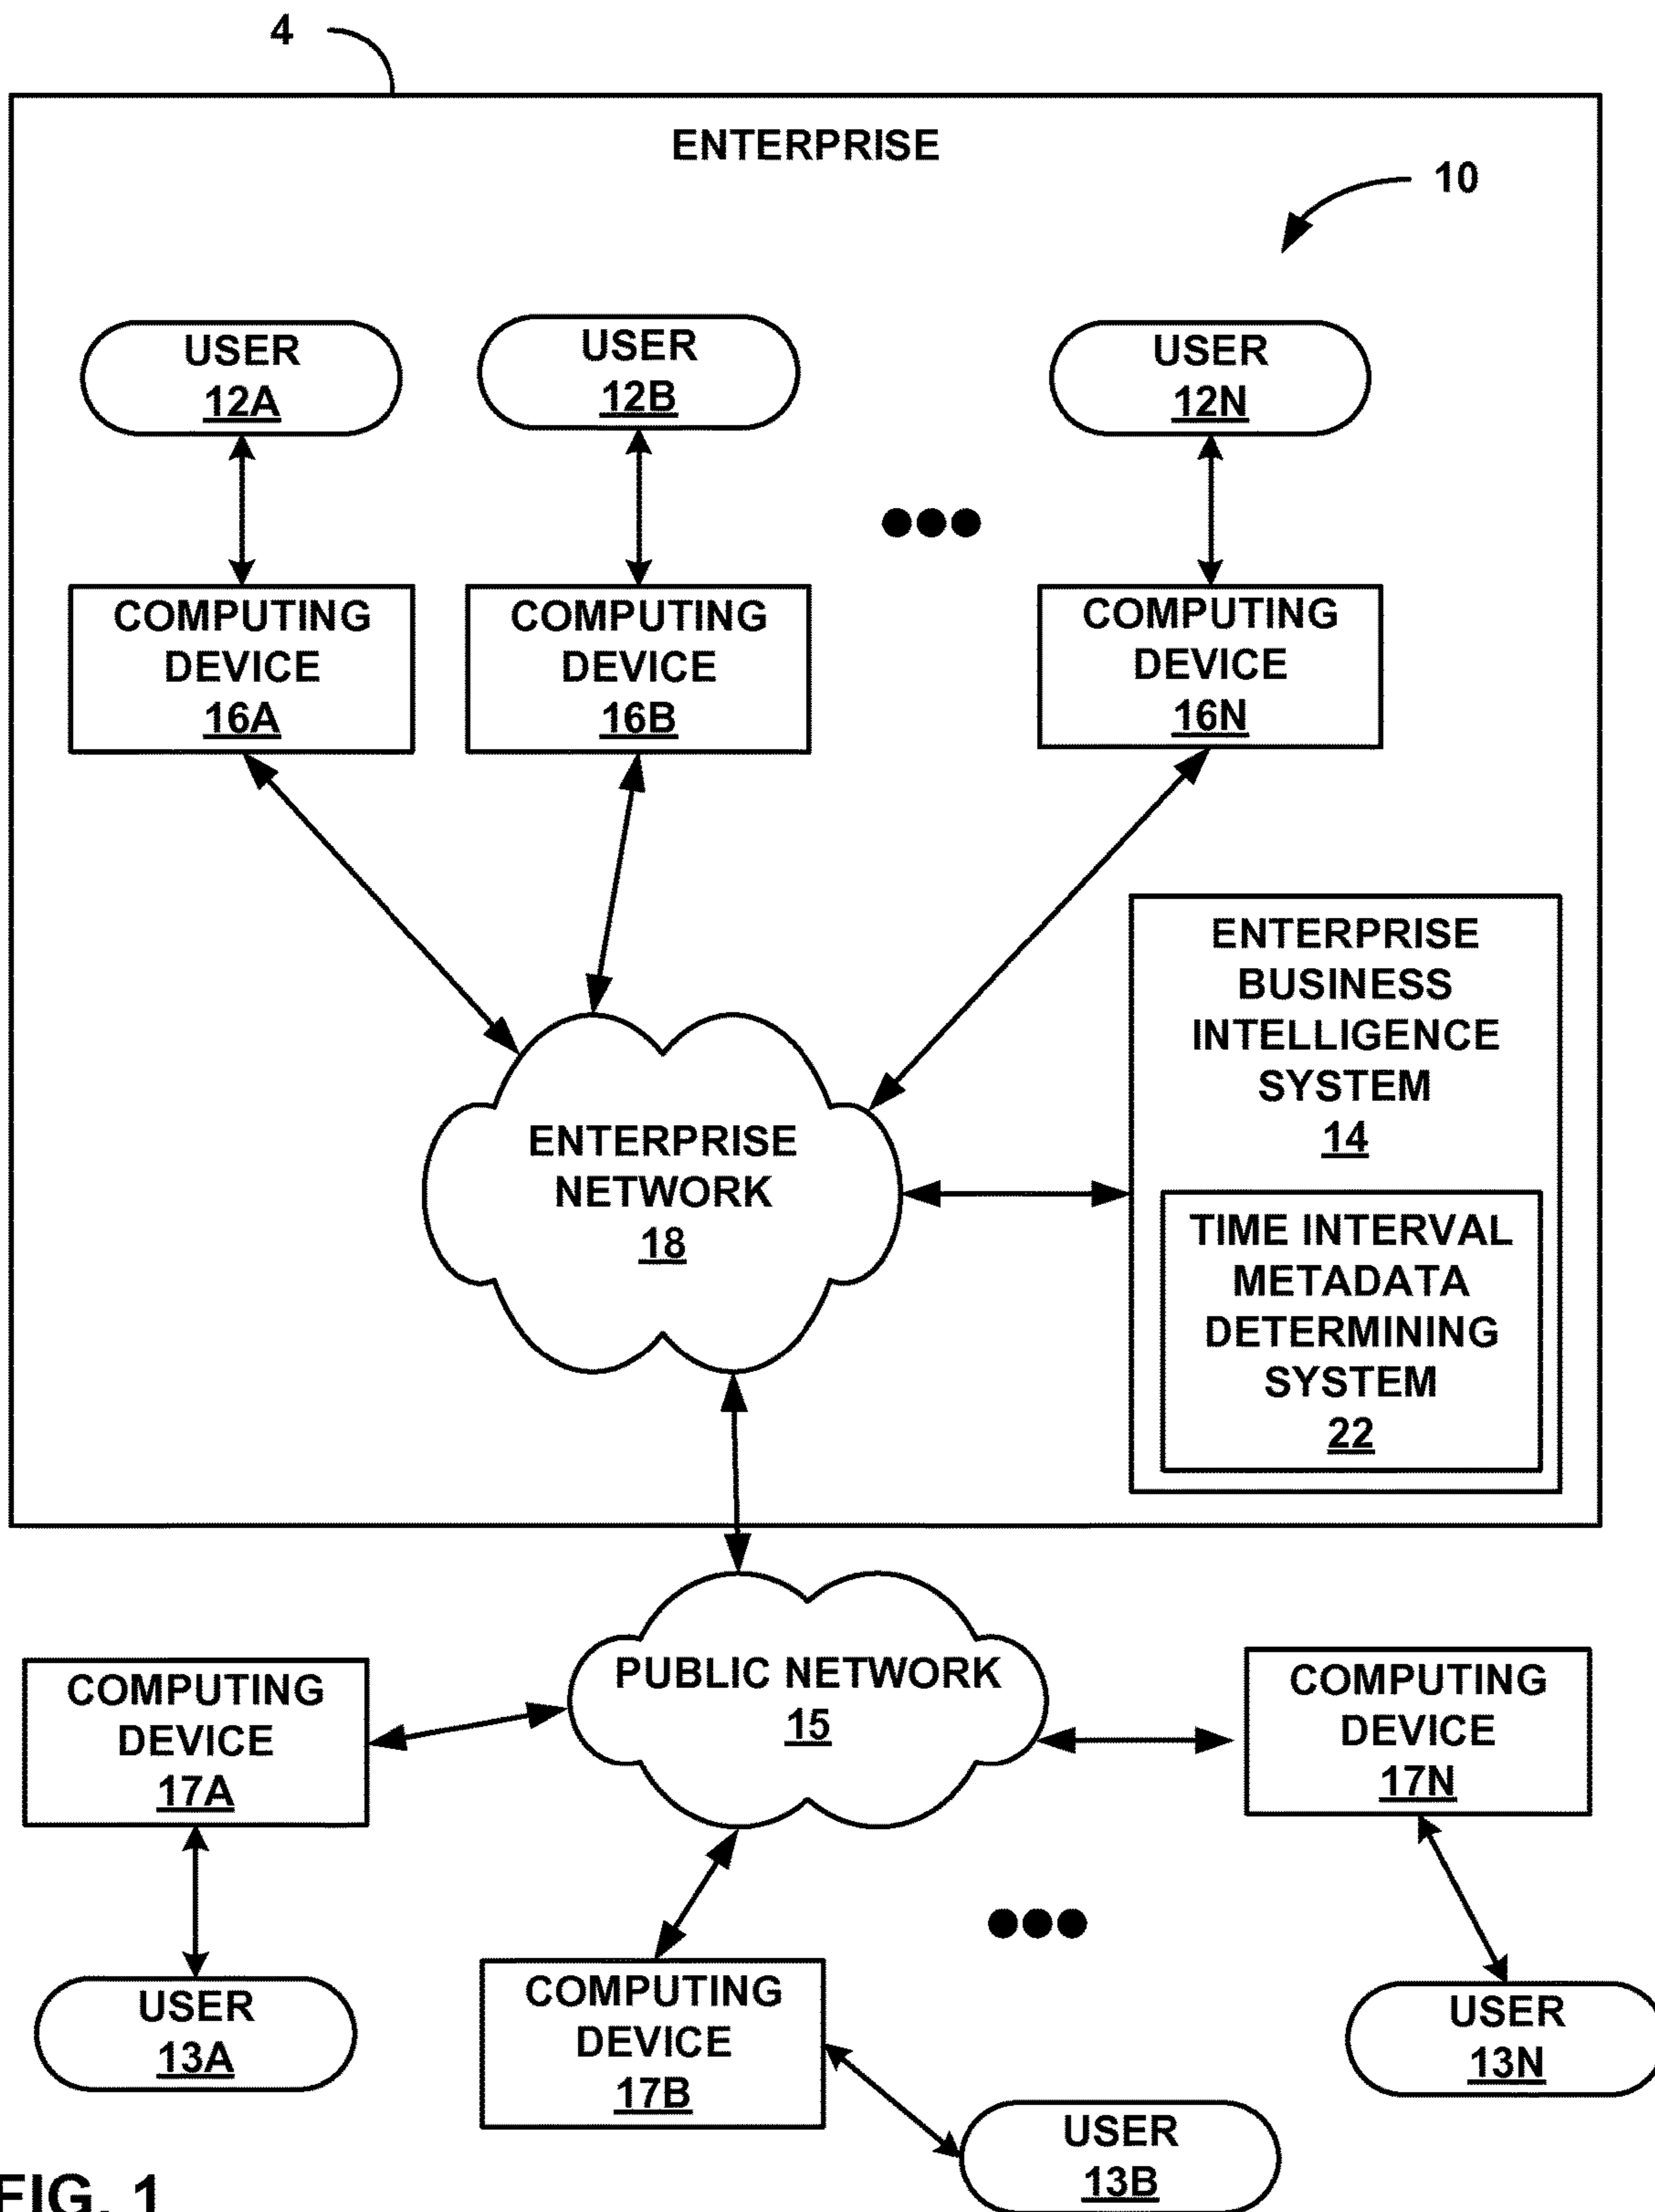 4
ENTERPRISE
10
USER
12A
USER
12B
USER
12N
COMPUTING
DEVICE
16A
COMPUTING
DEVICE
16B
COMPUTING
DEVICE
16N
ENTERPRISE
BUSINESS
INTELLIGENCE
SYSTEM
14
ENTERPRISE
NETWORK
18
TIME INTERVAL
METADATA
DETERMINING
SYSTEM
22
PUBLIC NETWORK
15
COMPUTING
DEVICE
17A
COMPUTING
DEVICE
17N
USER
13A
COMPUTING
DEVICE
17B
USER
13N
USER
13B
FIG. 1